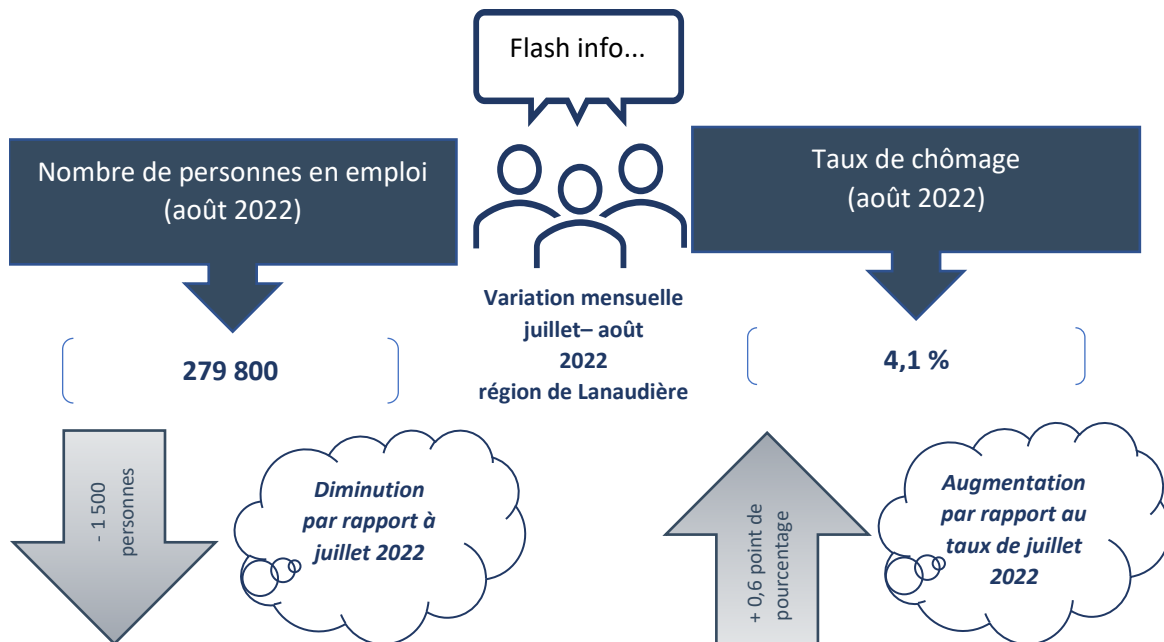 Flash info...
Nombre de personnes en emploi
(août 2022)
Taux de chômage
(août 2022)
Variation mensuelle
juillet– août
2022
région de Lanaudière
279 800
4,1 %
- 1 500
personnes
Diminution
par rapport à
juillet 2022
+ 0,6 point de
pourcentage
Augmentation
par rapport au
taux de juillet
2022